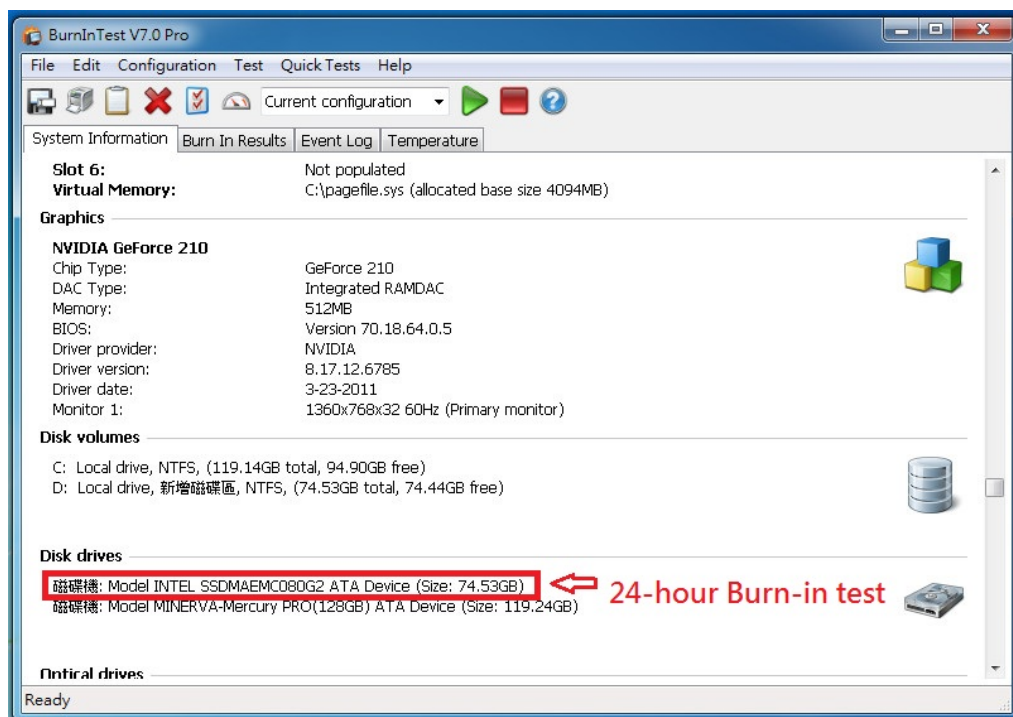 BurnInTest V7.0 Pro
File Edit Configuration Test Quick Tests Help
Current configuration
System Information Burn In Results Event Log Temperature
Slot 6: Not populated
Virtual Memory: C:\pagefile.sys (allocated base size 4094MB)
Graphics
NVIDIA GeForce 210
Chip Type: GeForce 210
DAC Type: Integrated RAMDAC
Memory: 512MB
BIOS: Version 70.18.64.0.5
Driver provider: NVIDIA
Driver version: 8.17.12.6785
Driver date: 3-23-2011
Monitor 1: 1360x768x32 60Hz (Primary monitor)
Disk volumes
C: Local drive, NTFS, (119.14GB total, 94.90GB free)
D: Local drive, 新增磁碟區, NTFS, (74.53GB total, 74.44GB free)
Disk drives
磁碟機: Model INTEL SSDMAEMC080G2 ATA Device (Size: 74.53GB) 24-hour Burn-in test
磁碟機: Model MINERVA-Mercury PRO(128GB) ATA Device (Size: 119.24GB)
Optical drives
Ready